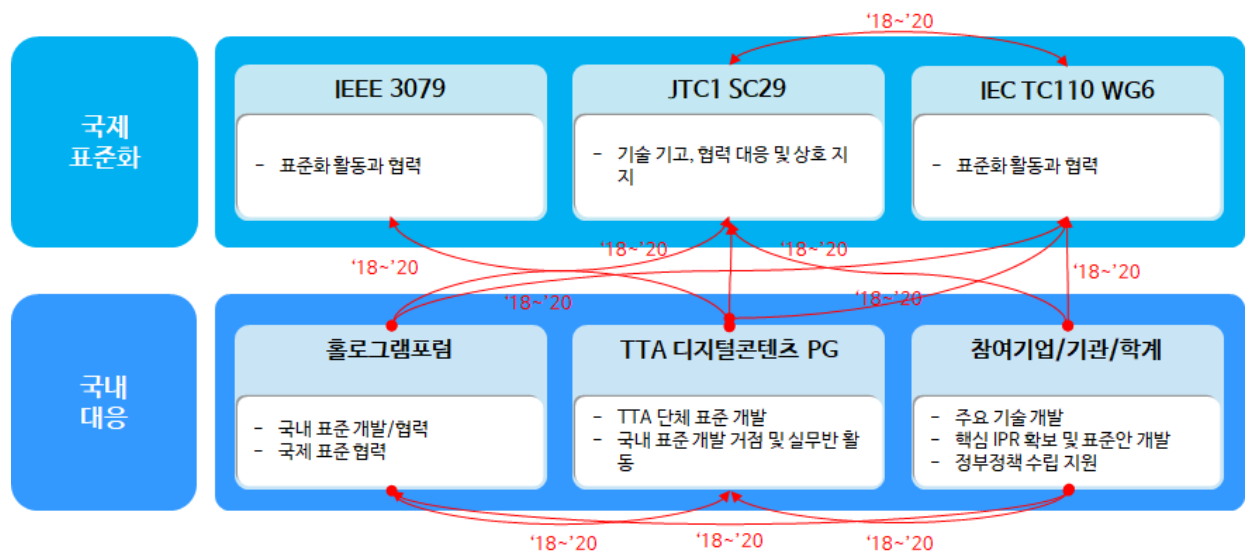 ‘18~’20
국제
표준화
IEEE 3079
JTC1 SC29
IEC TC110 WG6
- 표준화 활동과 협력
- 기술 기고, 협력 대응 및 상호 지
지
- 표준화 활동과 협력
‘18~’20
‘18~’20
‘18~’20
‘18~’20
‘18~’20
‘18~’20
국내
대응
홀로그램포럼
TTA 디지털콘텐츠 PG
참여기업/기관/학계
- 국내 표준 개발/협력
- 국제 표준 협력
- TTA 단체 표준 개발
- 국내 표준 개발 거점 및 실무반 활
동
- 주요 기술 개발
- 핵심 IPR 확보 및 표준안 개발
- 정부정책 수립 지원
‘18~’20
‘18~’20
‘18~’20